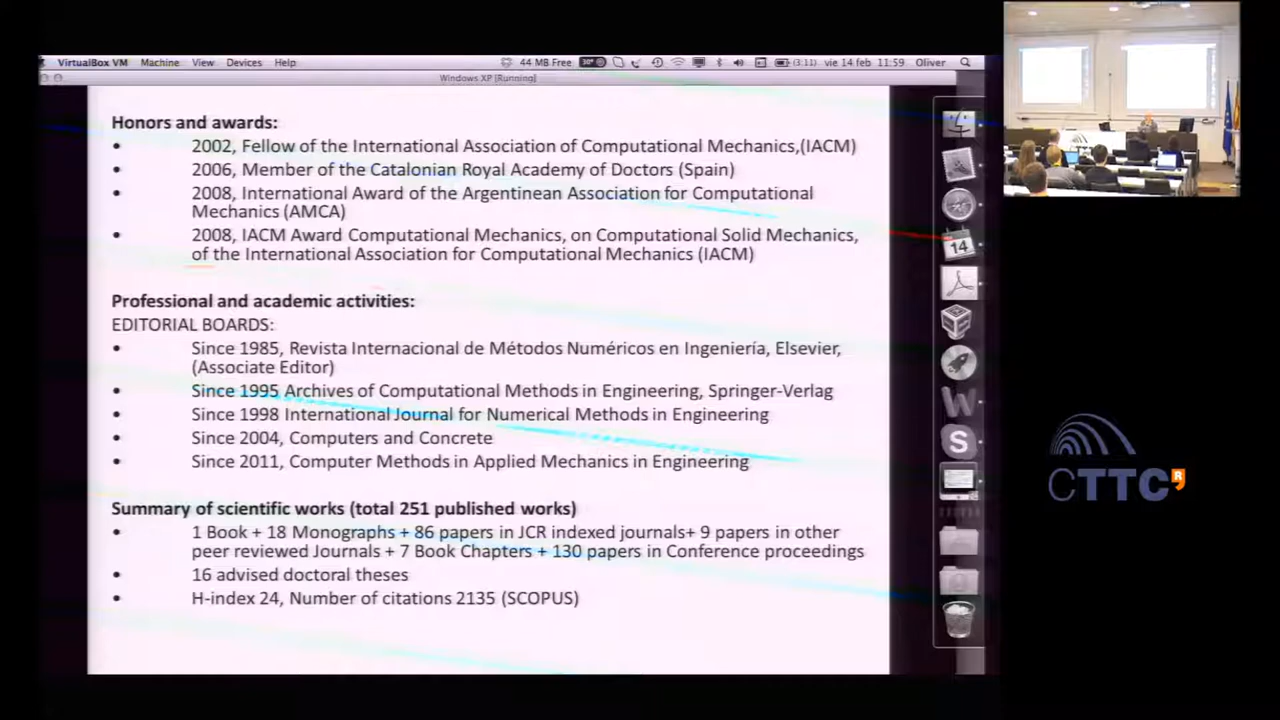 VirtualBox VM Machine View Devices Help 44 MB Free 30° (3:11) vie 14 feb 11:59 Oliver
Windows XP [Running]
Honors and awards:
• 2002, Fellow of the International Association of Computational Mechanics,(IACM)
• 2006, Member of the Catalonian Royal Academy of Doctors (Spain)
• 2008, International Award of the Argentinean Association for Computational
Mechanics (AMCA)
• 2008, IACM Award Computational Mechanics, on Computational Solid Mechanics,
of the International Association for Computational Mechanics (IACM)
Professional and academic activities:
EDITORIAL BOARDS:
• Since 1985, Revista Internacional de Métodos Numéricos en Ingeniería, Elsevier,
(Associate Editor)
• Since 1995 Archives of Computational Methods in Engineering, Springer-Verlag
• Since 1998 International Journal for Numerical Methods in Engineering
• Since 2004, Computers and Concrete
• Since 2011, Computer Methods in Applied Mechanics in Engineering
Summary of scientific works (total 251 published works)
• 1 Book + 18 Monographs + 86 papers in JCR indexed journals+ 9 papers in other
peer reviewed Journals + 7 Book Chapters + 130 papers in Conference proceedings
• 16 advised doctoral theses
• H-index 24, Number of citations 2135 (SCOPUS)
14
W
S
CTTC R